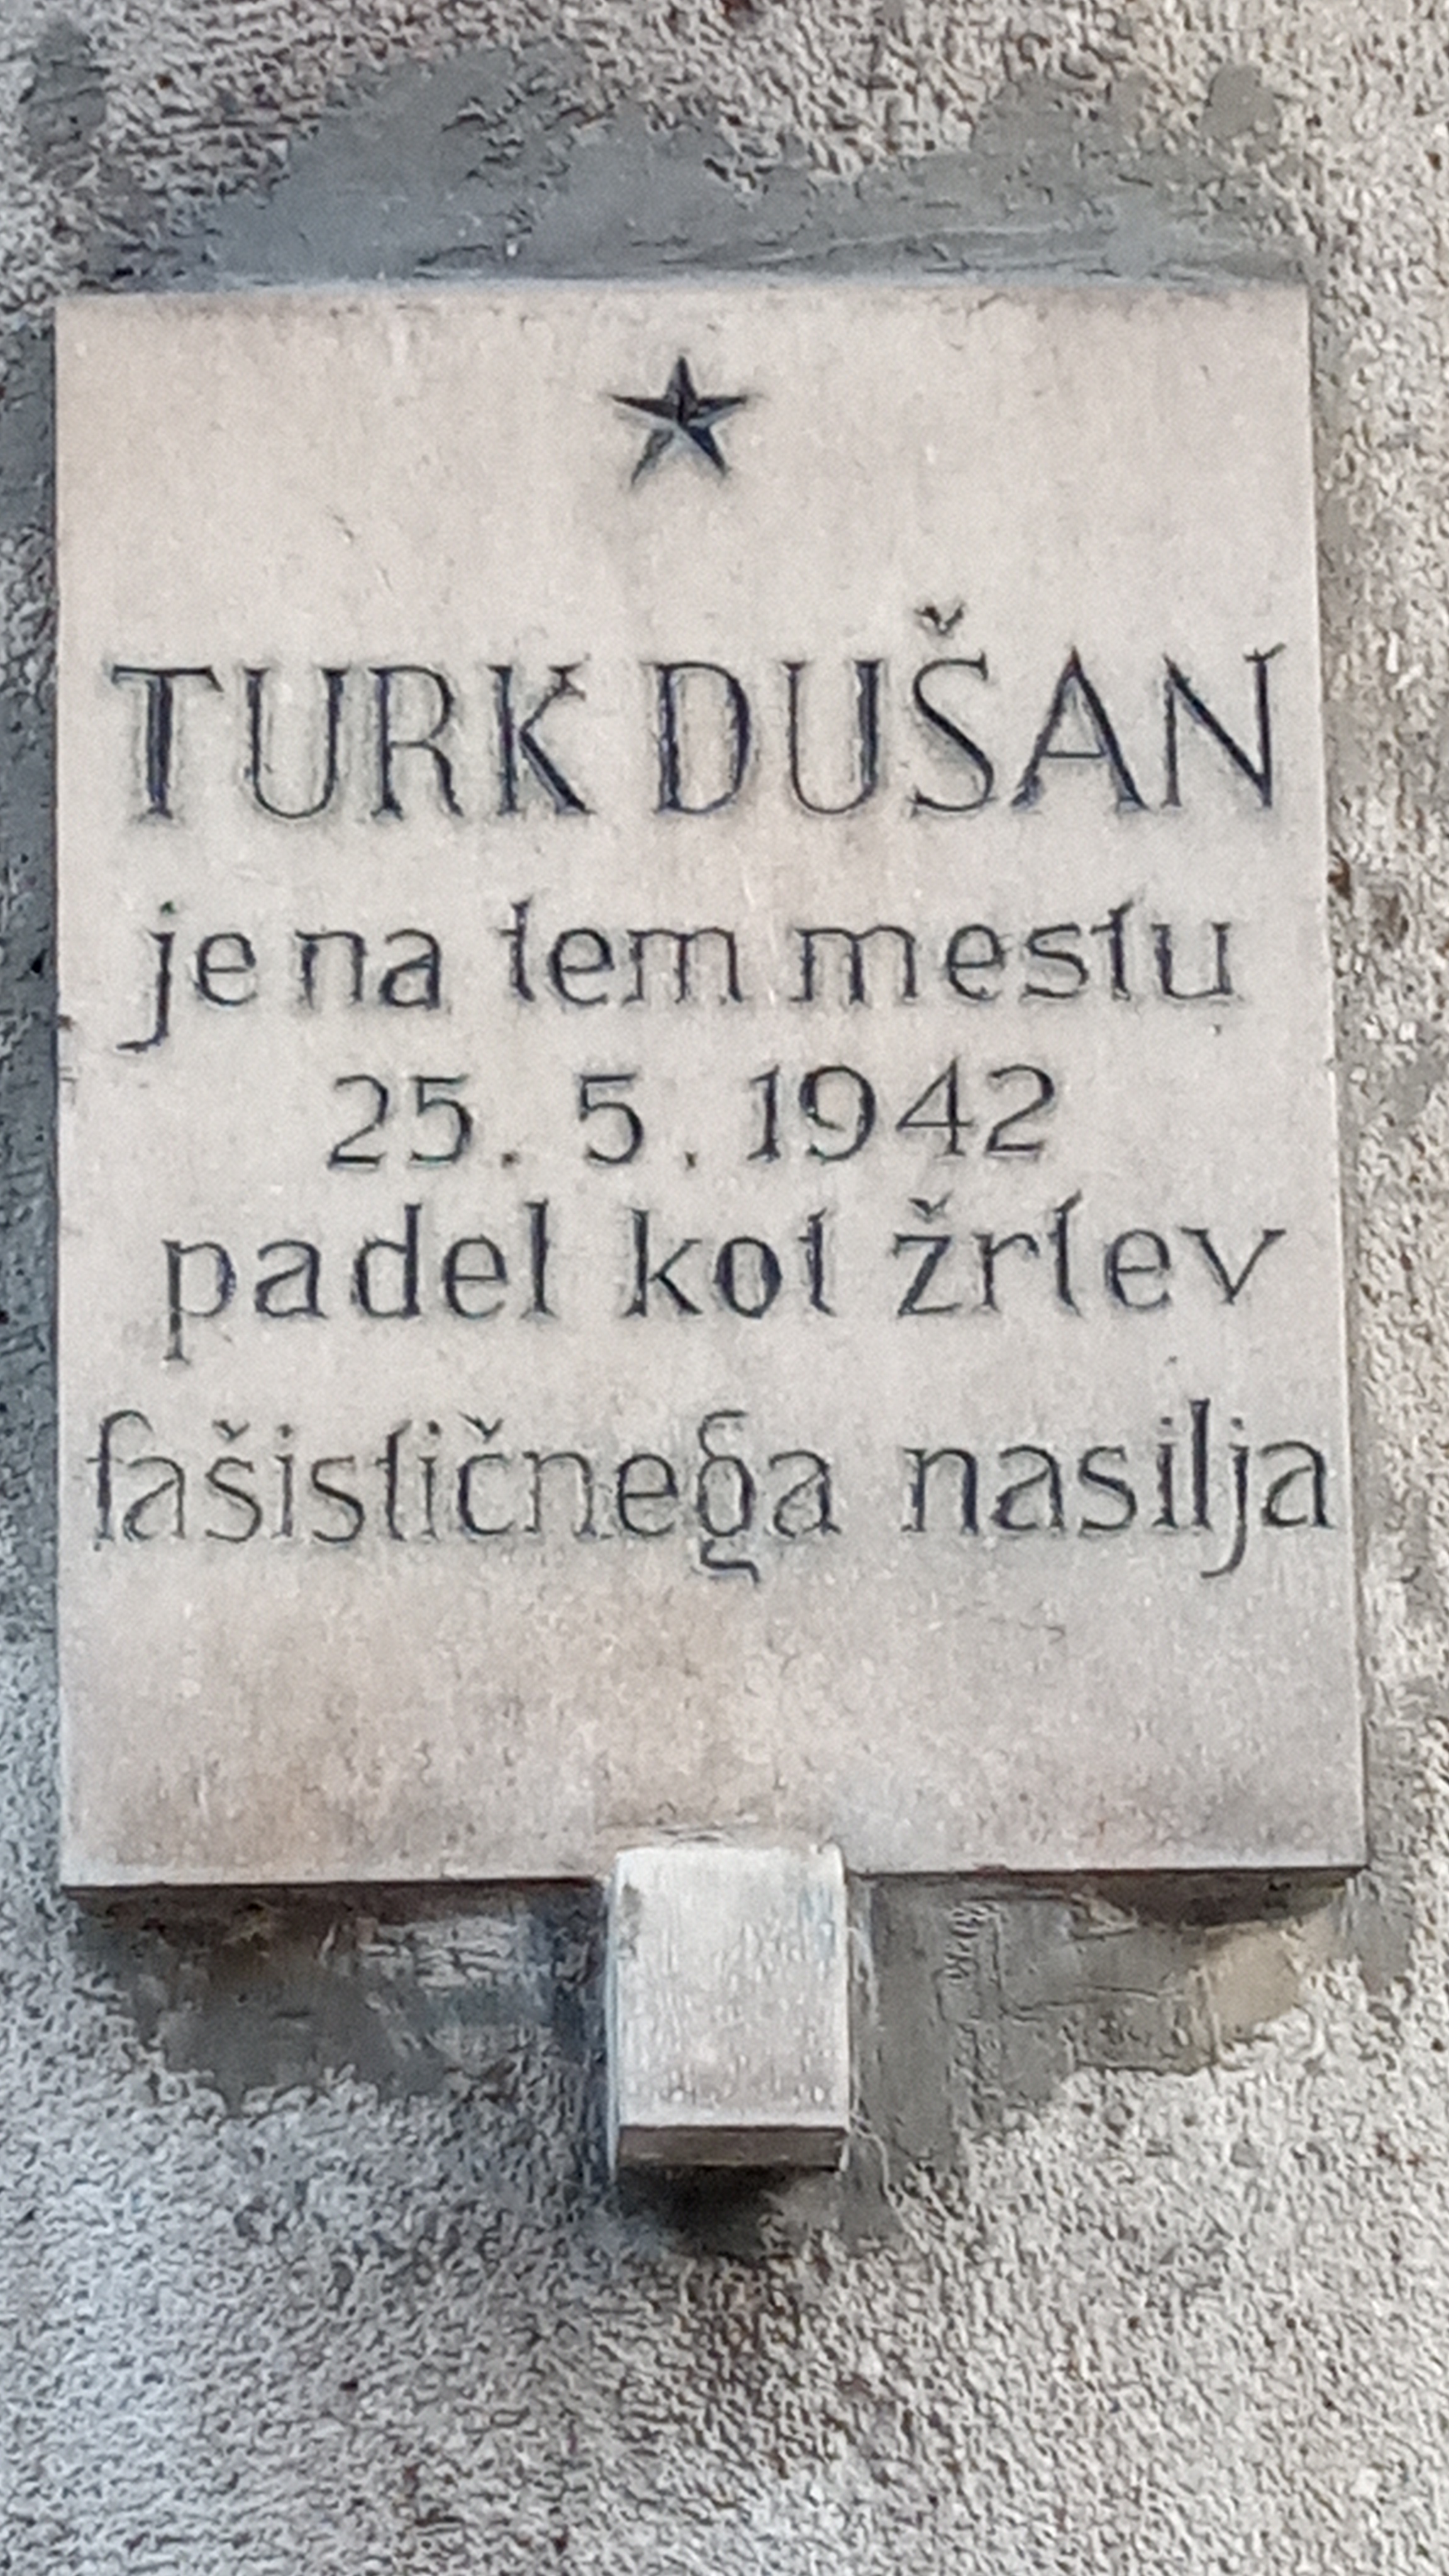 TURK DUŠAN
je na tem mestu
25. 5. 1942
padel kot žrtev
fašističnega nasilja